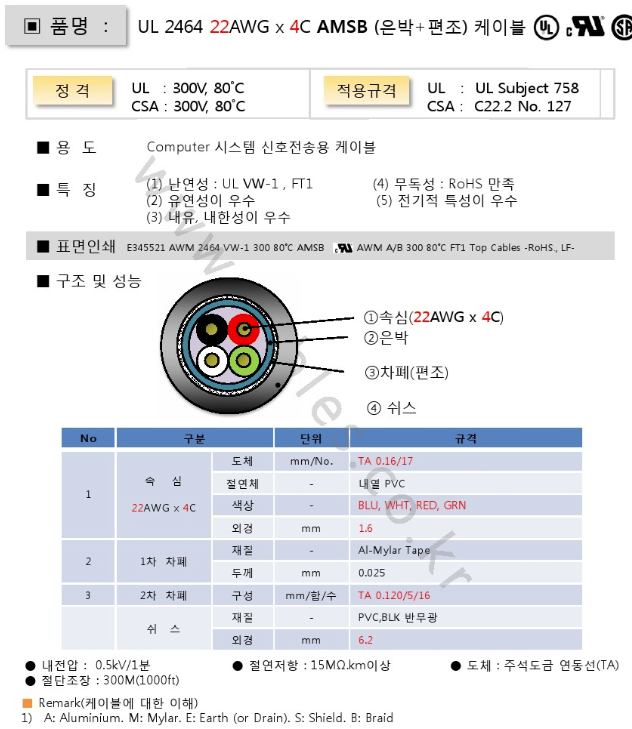 ▣ 품명 : UL 2464 22AWG x 4C AMSB (은박+편조) 케이블
정 격
UL : 300V, 80˚C
CSA : 300V, 80˚C
적용규격
UL : UL Subject 758
CSA : C22.2 No. 127
■ 용 도 Computer 시스템 신호전송용 케이블
■ 특 징 (1) 난연성 : UL VW-1 , FT1 (4) 무독성 : RoHS 만족
(2) 유연성이 우수 (5) 전기적 특성이 우수
(3) 내유, 내한성이 우수
■ 표면인쇄 E345521 AWM 2464 VW-1 300 80˚C AMSB AWM A/B 300 80˚C FT1 Top Cables -RoHS., LF-
■ 구조 및 성능
①속심(22AWG x 4C)
②은박
③차폐(편조)
④ 쉬스
No 구분 단위 규격
1 속 심 22AWG x 4C 도체 mm/No. TA 0.16/17
절연체 - 내열 PVC
색상 - BLU, WHT, RED, GRN
외경 mm 1.6
2 1차 차폐 재질 - Al-Mylar Tape
두께 mm 0.025
3 2차 차폐 구성 mm/합/수 TA 0.120/5/16
쉬 스 재질 - PVC,BLK 반무광
외경 mm 6.2
● 내전압 : 0.5kV/1분 ● 절연저항 : 15MΩ.km이상 ● 도체 : 주석도금 연동선(TA)
● 절단조장 : 300M(1000ft)
■ Remark(케이블에 대한 이해)
1) A: Aluminium. M: Mylar. E: Earth (or Drain). S: Shield. B: Braid